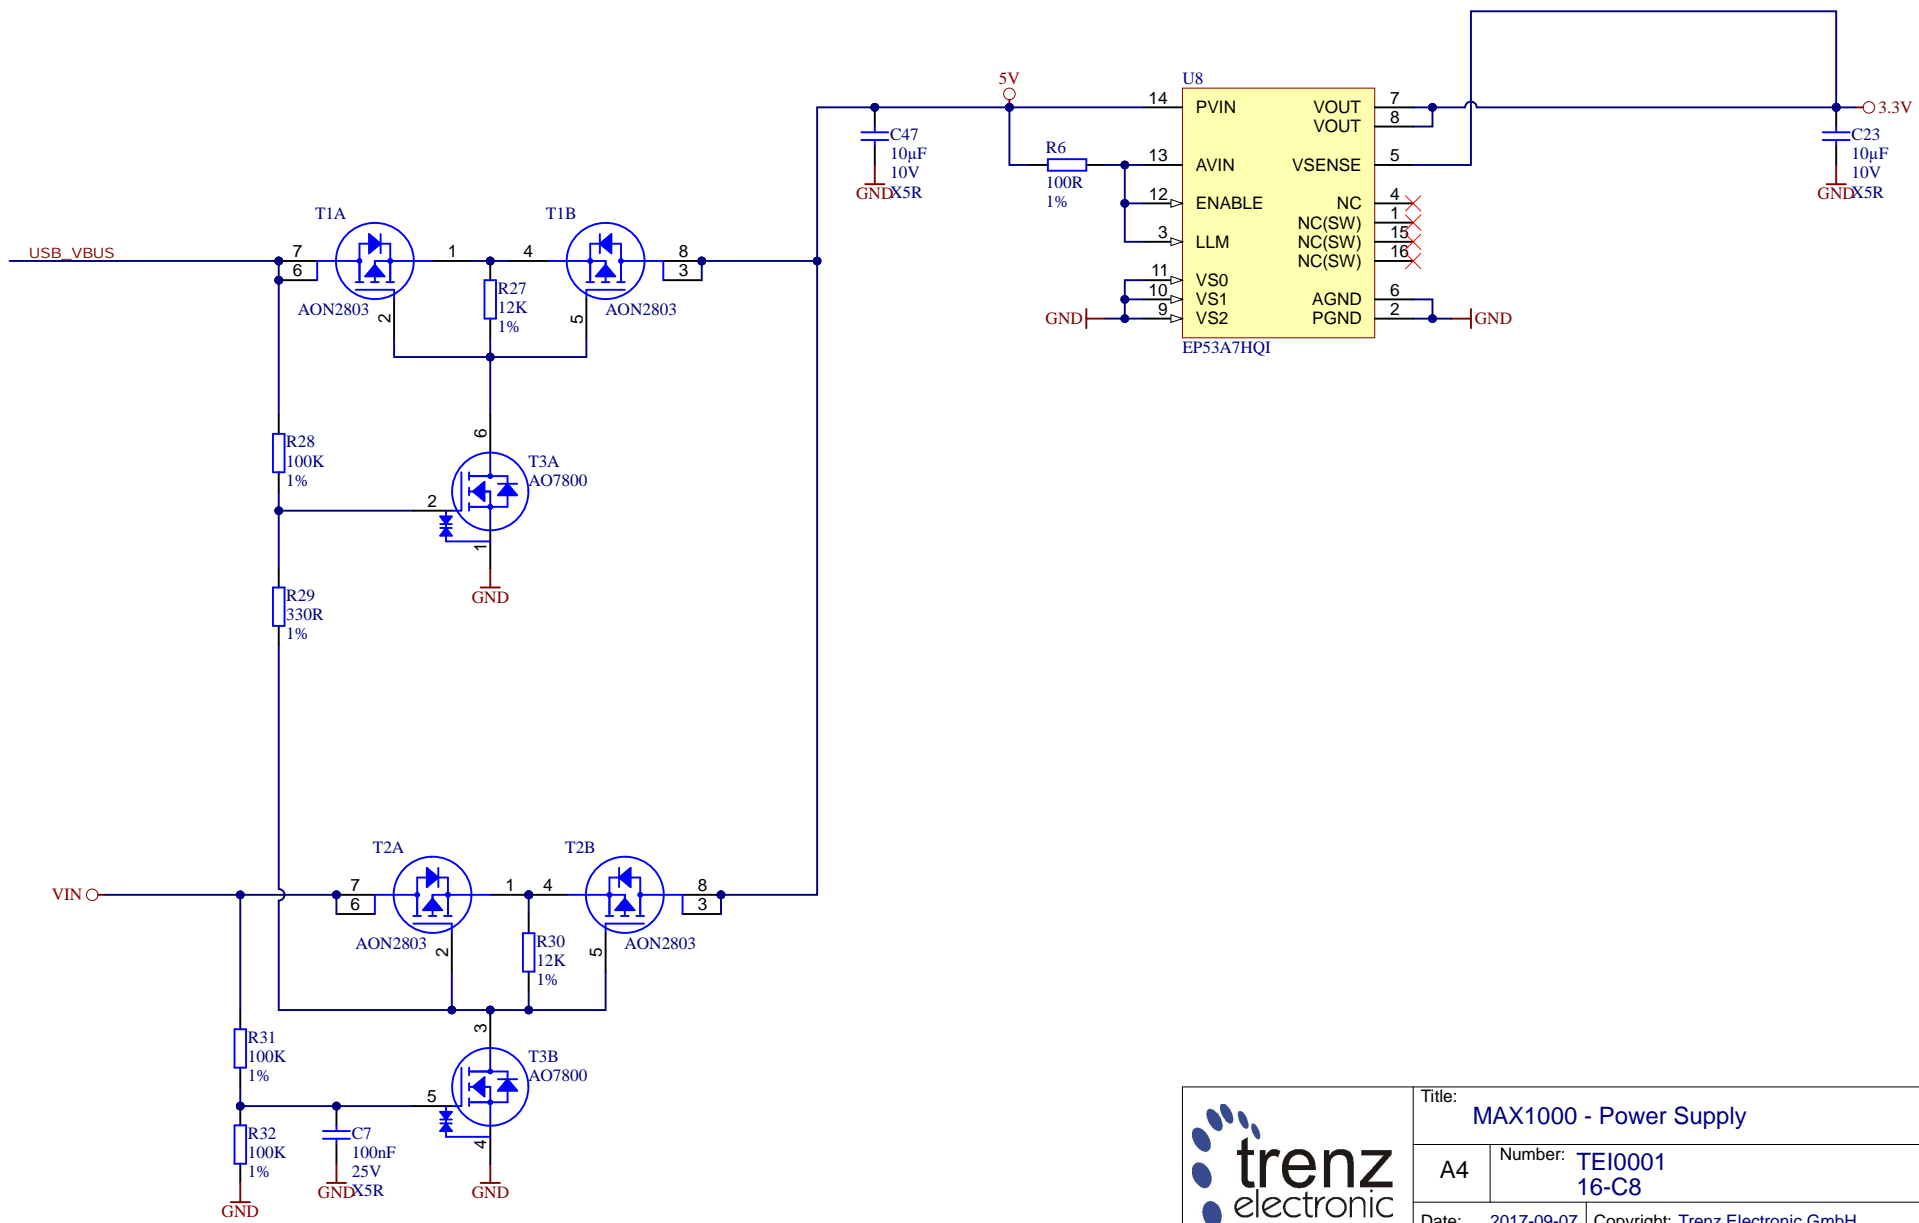 5V
U8
14 PVIN VOUT 7
VOUT 8
3.3V
C47
10µF
10V
X5R
GND
R6
100R
1%
13 AVIN VSENSE 5
12 ENABLE NC 4
NC(SW) 1
3 LLM NC(SW) 15
NC(SW) 16
11 VS0
10 VS1 AGND 6
9 VS2 PGND 2
GND
GND
EP53A7HQI
C23
10µF
10V
X5R
GND
USB_VBUS
T1A
7
6
1
2
AON2803
T1B
4
8
3
5
AON2803
R27
12K
1%
R28
100K
1%
6
T3A
AO7800
2
1
GND
R29
330R
1%
VIN
T2A
7
6
1
2
AON2803
T2B
4
8
3
5
AON2803
R30
12K
1%
3
T3B
AO7800
5
4
GND
R31
100K
1%
R32
100K
1%
GND
C7
100nF
25V
X5R
GND
trenz
electronic
Title:
MAX1000 - Power Supply
A4
Number: TEI0001
16-C8
Date: 2017-09-07 Copyright: Trenz Electronic GmbH